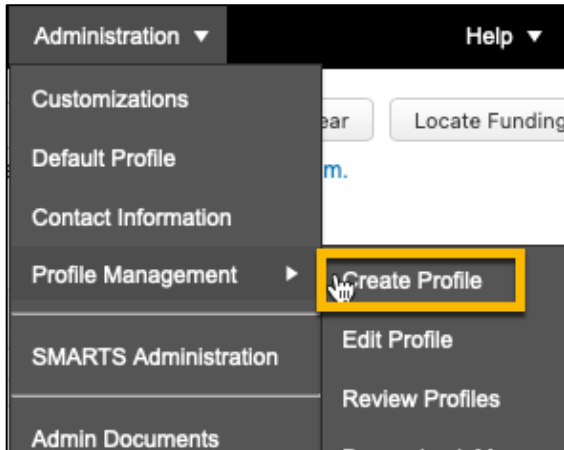 Administration ▼ Help ▼
Customizations
Locate Funding
Default Profile
m.
Contact Information
Profile Management ▶ Create Profile
Edit Profile
SMARTS Administration
Review Profiles
Admin Documents